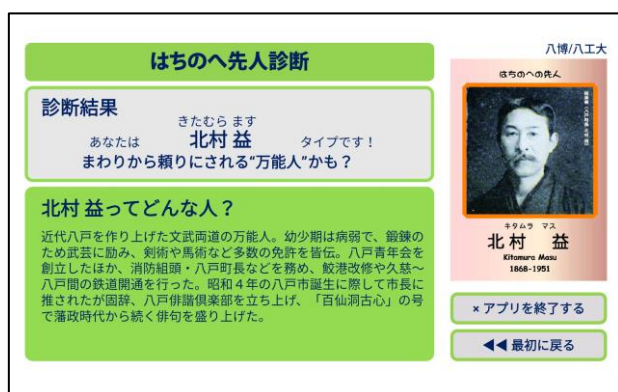 はちのへ先人診断
診断結果
きたむら ます
あなたは 北村 益 タイプです！
まわりから頼りにされる“万能人”かも？
北村 益ってどんな人？
近代八戸を作り上げた文武両道の万能人。幼少期は病弱で、鍛錬の
ため武芸に励み、剣術や馬術など多数の免許を皆伝。八戸青年会を
創立したほか、消防組頭・八戸町長などを務め、鮫港改修や久慈～
八戸間の鉄道開通を行った。昭和４年の八戸市誕生に際して市長に
推されたが固辞、八戸俳諧倶楽部を立ち上げ、「百仙洞古心」の号
で藩政時代から続く俳句を盛り上げた。
八博/八工大
はちのへの先人
キタムラ マス
北村 益
Kitamura Masu
1868-1951
× アプリを終了する
◀◀ 最初に戻る